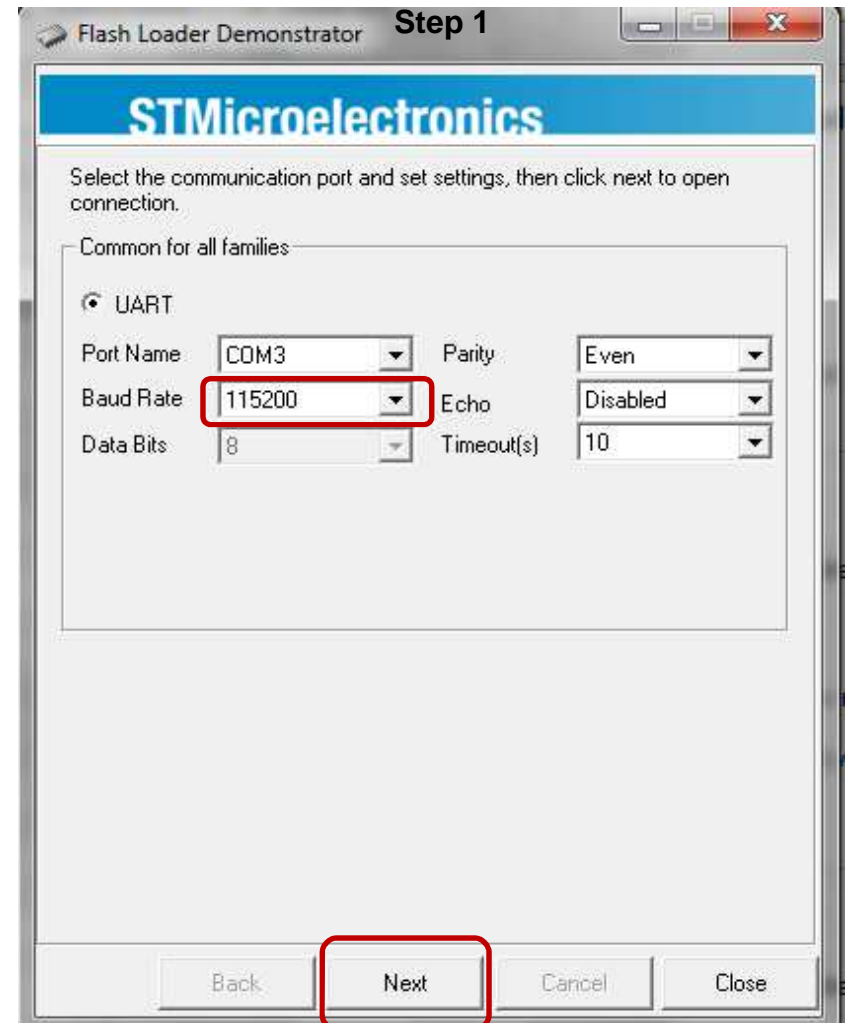 Flash Loader Demonstrator
Step 1
STMicroelectronics
Select the communication port and set settings, then click next to open
connection.
Common for all families
UART
Port Name COM3 Parity Even
Baud Rate 115200 Echo Disabled
Data Bits 8 Timeout(s) 10
Back Next Cancel Close